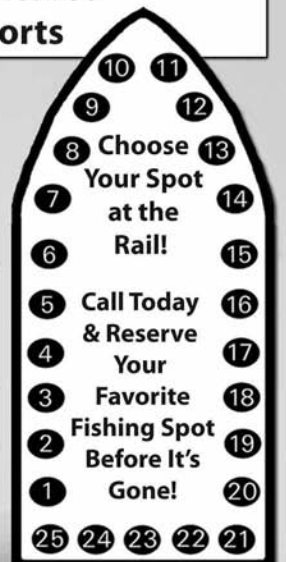 orts
10 11
9 12
8 Choose 13
Your Spot
7 at the 14
Rail!
6 15
5 Call Today 16
& Reserve
4 Your 17
3 Favorite 18
2 Fishing Spot 19
Before It's
1 Gone! 20
25 24 23 22 21